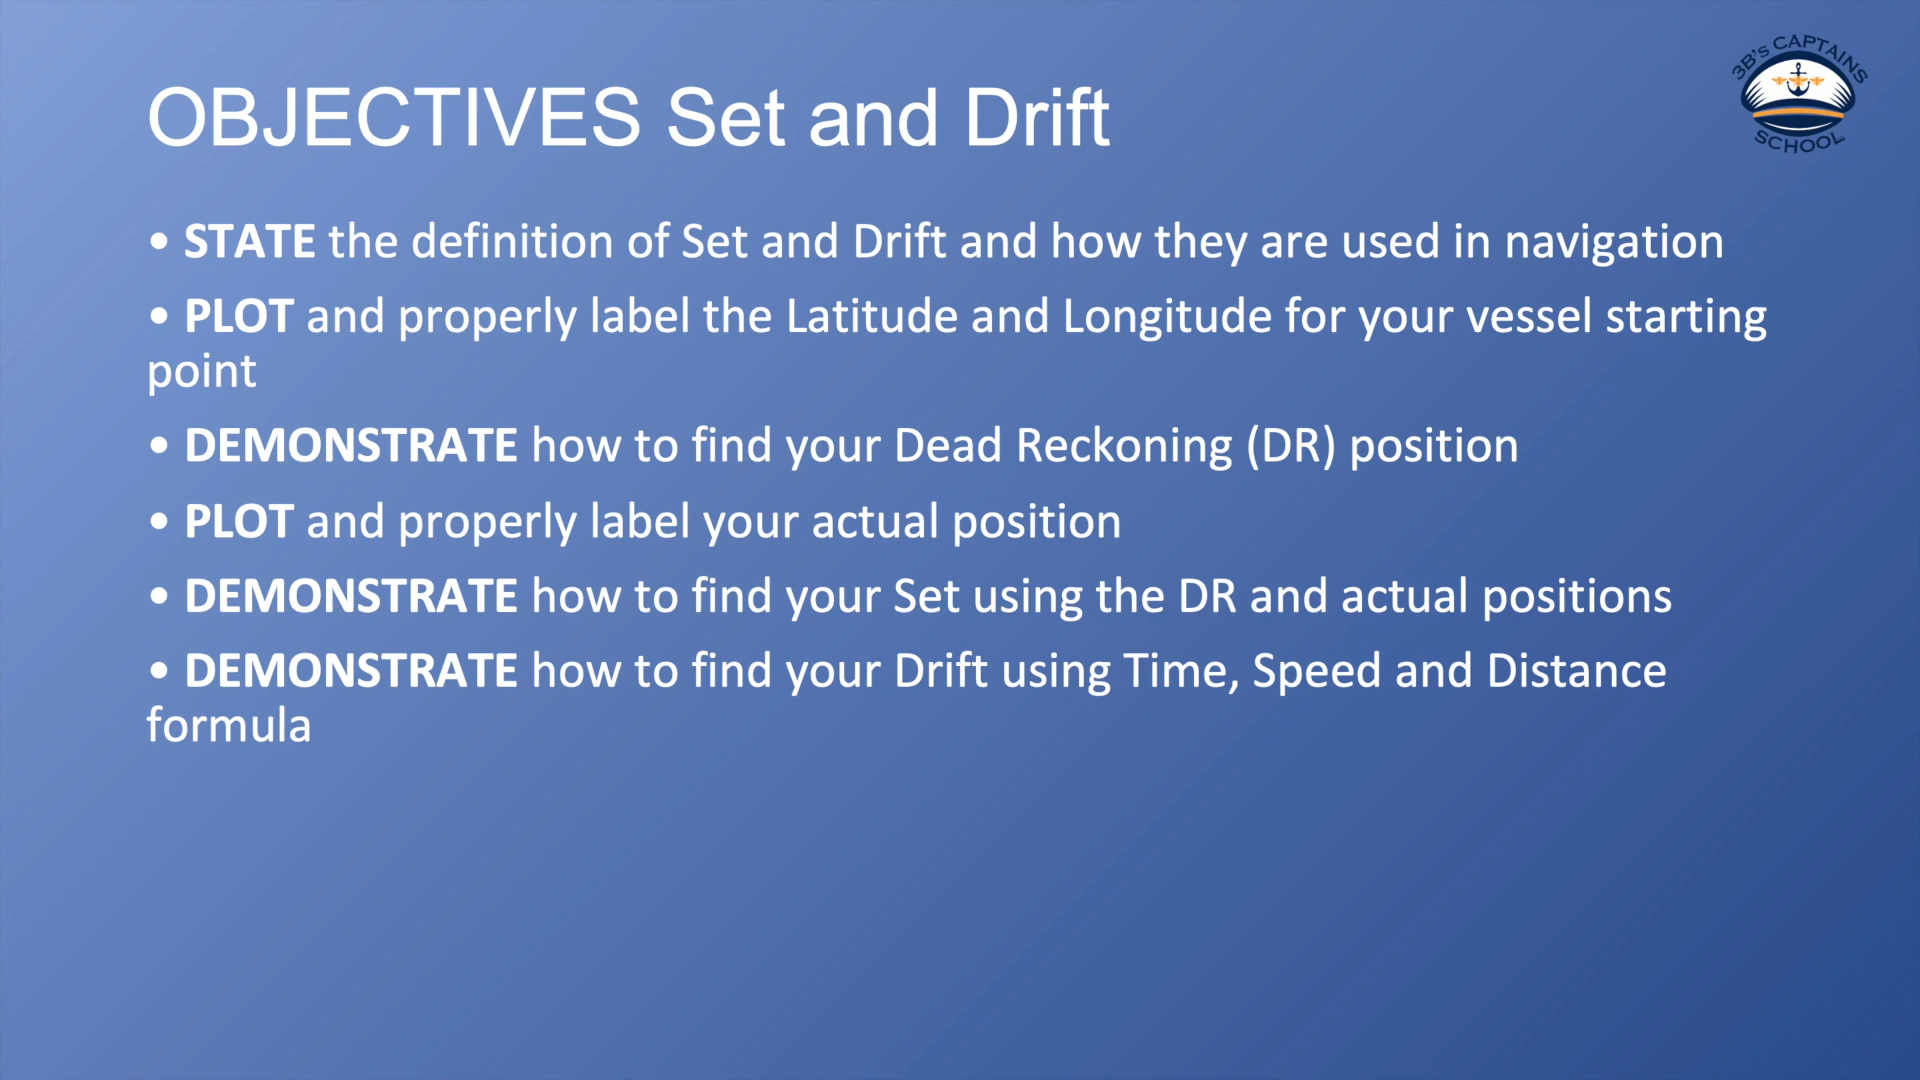 3B'S CAPTAINS
SCHOOL
OBJECTIVES Set and Drift
• STATE the definition of Set and Drift and how they are used in navigation
• PLOT and properly label the Latitude and Longitude for your vessel starting
point
• DEMONSTRATE how to find your Dead Reckoning (DR) position
• PLOT and properly label your actual position
• DEMONSTRATE how to find your Set using the DR and actual positions
• DEMONSTRATE how to find your Drift using Time, Speed and Distance
formula